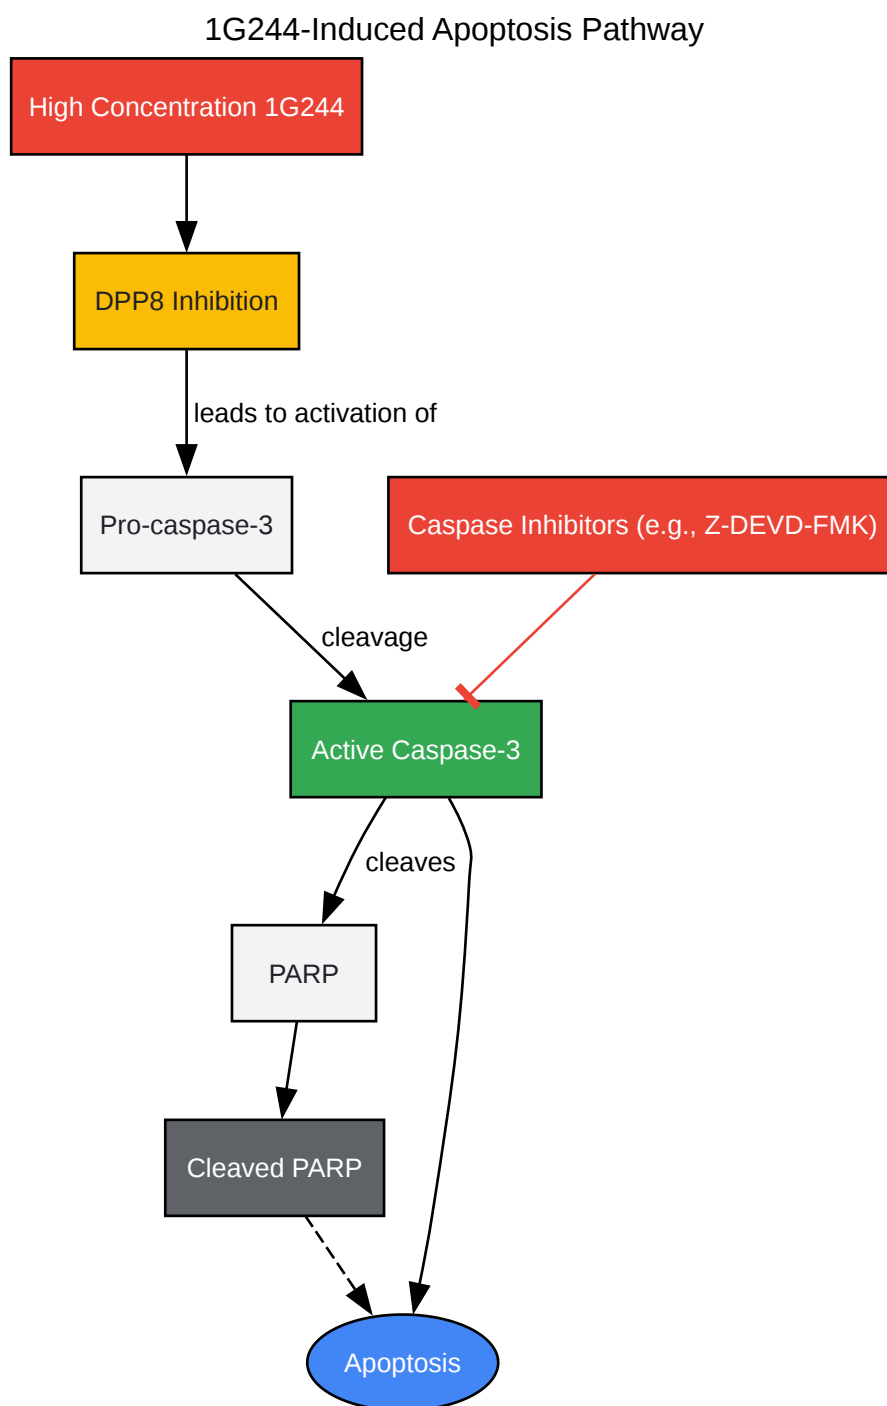 1G244-Induced Apoptosis Pathway
High Concentration 1G244
DPP8 Inhibition
leads to activation of
Pro-caspase-3
Caspase Inhibitors (e.g., Z-DEVD-FMK)
cleavage
Active Caspase-3
cleaves
PARP
Cleaved PARP
Apoptosis